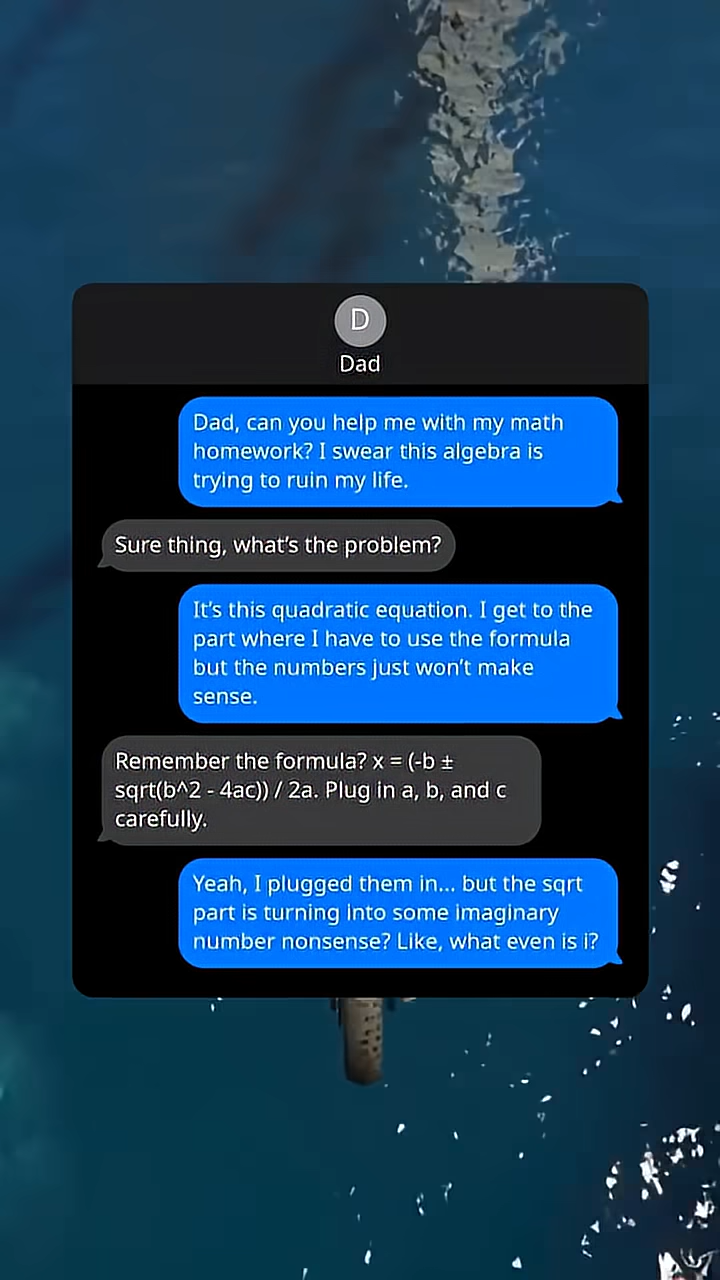 D
Dad
Dad, can you help me with my math
homework? I swear this algebra is
trying to ruin my life.
Sure thing, what’s the problem?
It’s this quadratic equation. I get to the
part where I have to use the formula
but the numbers just won’t make
sense.
Remember the formula? x = (-b ±
sqrt(b^2 - 4ac)) / 2a. Plug in a, b, and c
carefully.
Yeah, I plugged them in... but the sqrt
part is turning into some imaginary
number nonsense? Like, what even is i?